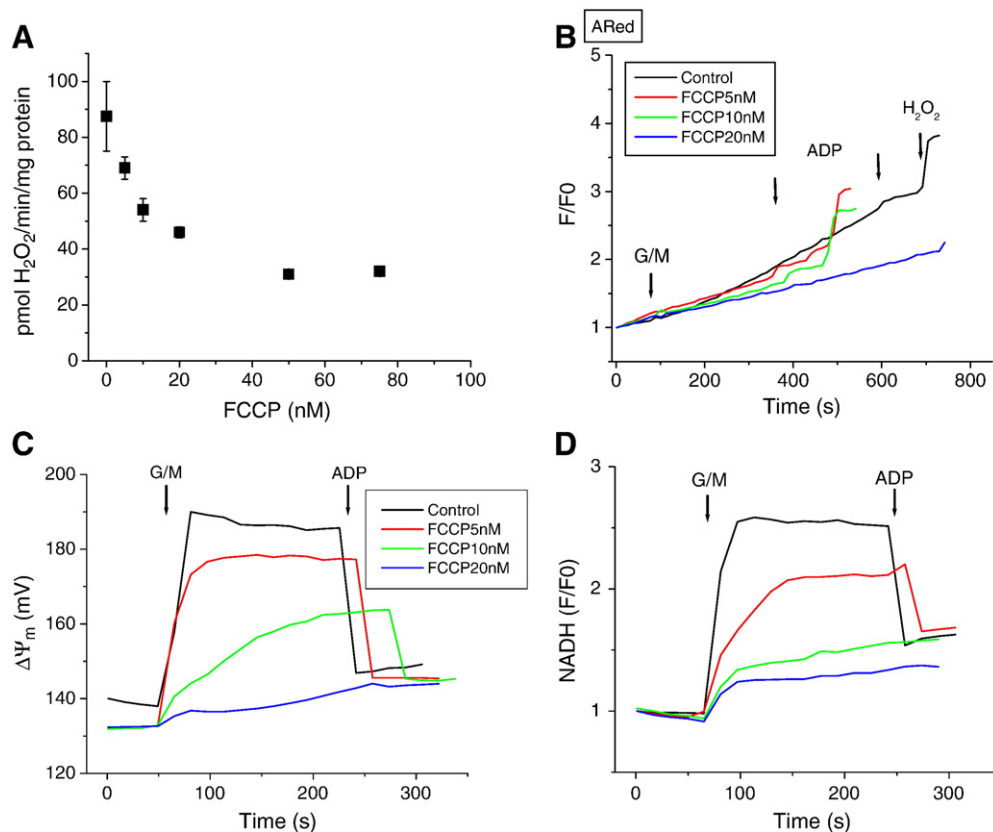 A
pmol H₂O₂/min/mg protein
100
80
60
40
20
0
0 20 40 60 80 100
FCCP (nM)
B
ARed
F/F0
5
4
3
2
1
Control
FCCP5nM
FCCP10nM
FCCP20nM
G/M
ADP
H₂O₂
0 200 400 600 800
Time (s)
C
ΔΨm (mV)
200
180
160
140
120
G/M
ADP
Control
FCCP5nM
FCCP10nM
FCCP20nM
0 100 200 300
Time (s)
D
NADH (F/F0)
3
2
1
G/M
ADP
0 100 200 300
Time (s)